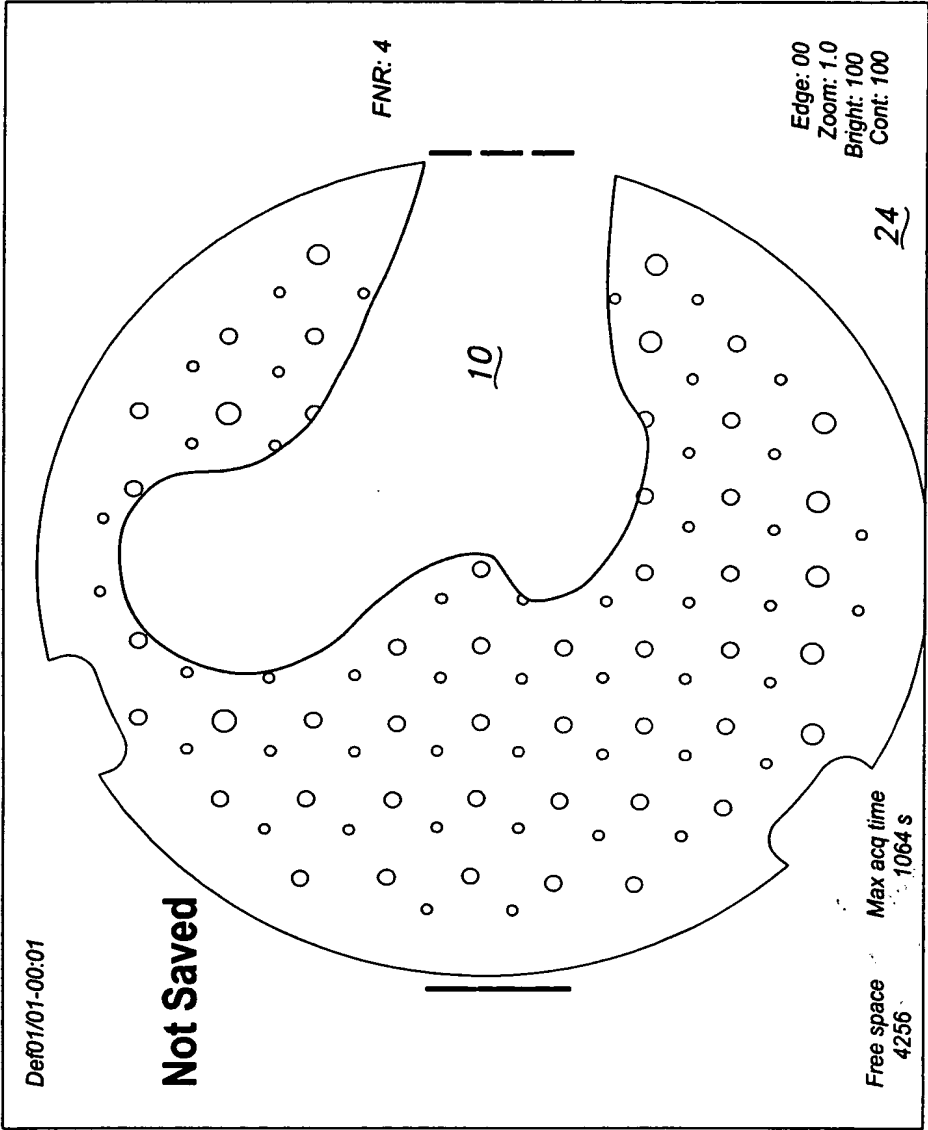 Def01/01-00:01
FNR: 4
Not Saved
10
24
Edge: 00
Zoom: 1.0
Bright: 100
Cont: 100
Free space Max acq time
4256 1064 s